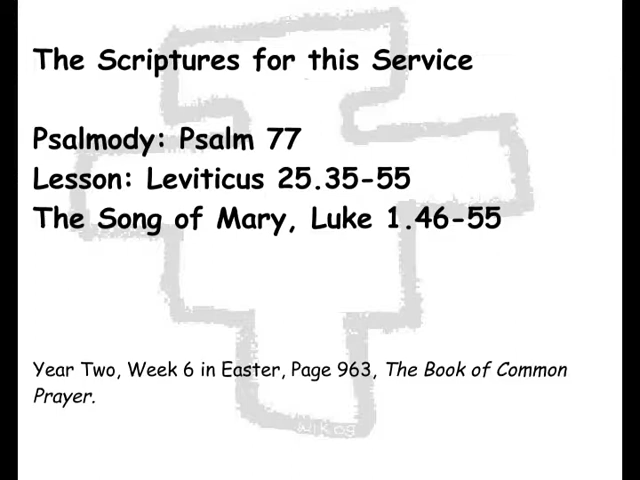 The Scriptures for this Service
Psalmody: Psalm 77
Lesson: Leviticus 25.35-55
The Song of Mary, Luke 1.46-55
Year Two, Week 6 in Easter, Page 963, The Book of Common
Prayer.